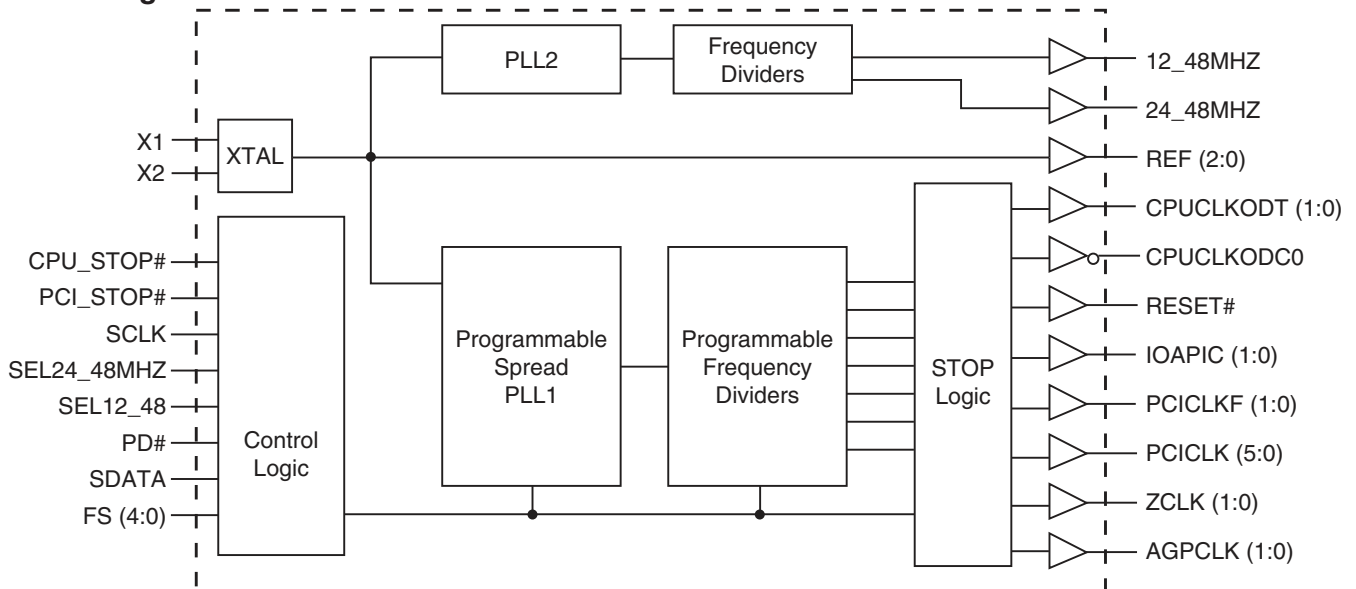 PLL2
Frequency
Dividers
12_48MHZ
24_48MHZ
X1
X2
XTAL
REF (2:0)
CPUCLKODT (1:0)
CPU_STOP#
PCI_STOP#
SCLK
SEL24_48MHZ
SEL12_48
PD#
SDATA
FS (4:0)
Control
Logic
Programmable
Spread
PLL1
Programmable
Frequency
Dividers
STOP
Logic
CPUCLKODC0
RESET#
IOAPIC (1:0)
PCICLKF (1:0)
PCICLK (5:0)
ZCLK (1:0)
AGPCLK (1:0)